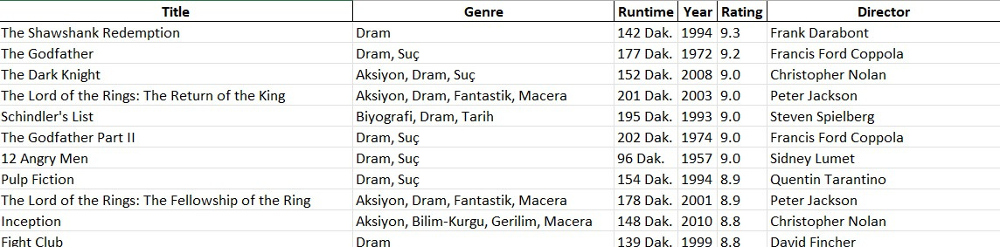 Title Genre Runtime Year Rating Director
The Shawshank Redemption Dram 142 Dak. 1994 9.3 Frank Darabont
The Godfather Dram, Suç 177 Dak. 1972 9.2 Francis Ford Coppola
The Dark Knight Aksiyon, Dram, Suç 152 Dak. 2008 9.0 Christopher Nolan
The Lord of the Rings: The Return of the King Aksiyon, Dram, Fantastik, Macera 201 Dak. 2003 9.0 Peter Jackson
Schindler's List Biyografi, Dram, Tarih 195 Dak. 1993 9.0 Steven Spielberg
The Godfather Part II Dram, Suç 202 Dak. 1974 9.0 Francis Ford Coppola
12 Angry Men Dram, Suç 96 Dak. 1957 9.0 Sidney Lumet
Pulp Fiction Dram, Suç 154 Dak. 1994 8.9 Quentin Tarantino
The Lord of the Rings: The Fellowship of the Ring Aksiyon, Dram, Fantastik, Macera 178 Dak. 2001 8.9 Peter Jackson
Inception Aksiyon, Bilim-Kurgu, Gerilim, Macera 148 Dak. 2010 8.8 Christopher Nolan
Fight Club Dram 139 Dak. 1999 8.8 David Fincher